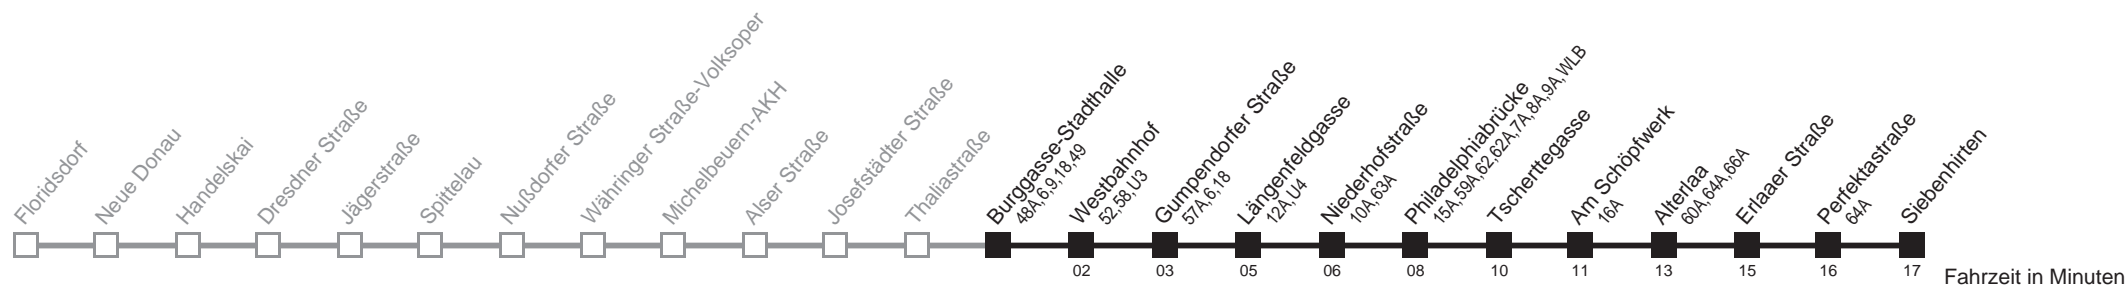 Floridsdorf
Neue Donau
Handelskai
Dresdner Straße
Jägerstraße
Spittelau
Nußdorfer Straße
Währinger Straße-Volksoper
Michelbeuern-AKH
Alser Straße
Josefstädter Straße
Thaliastraße
Burggasse-Stadthalle
48A,6,9,18,49
Westbahnhof
52,58,U3
Gumpendorfer Straße
57A,6,18
Längenfeldgasse
12A,U4
Niederhofstraße
10A,63A
Philadelphiabrücke
15A,59A,62,62A,7A,8A,9A,WLB
Tscherttegasse
Am Schöpfwerk
16A
Alterlaa
60A,64A,66A
Erlaaer Straße
Perfektastraße
64A
Siebenhirten
02 03 05 06 08 10 11 13 15 16 17
Fahrzeit in Minuten